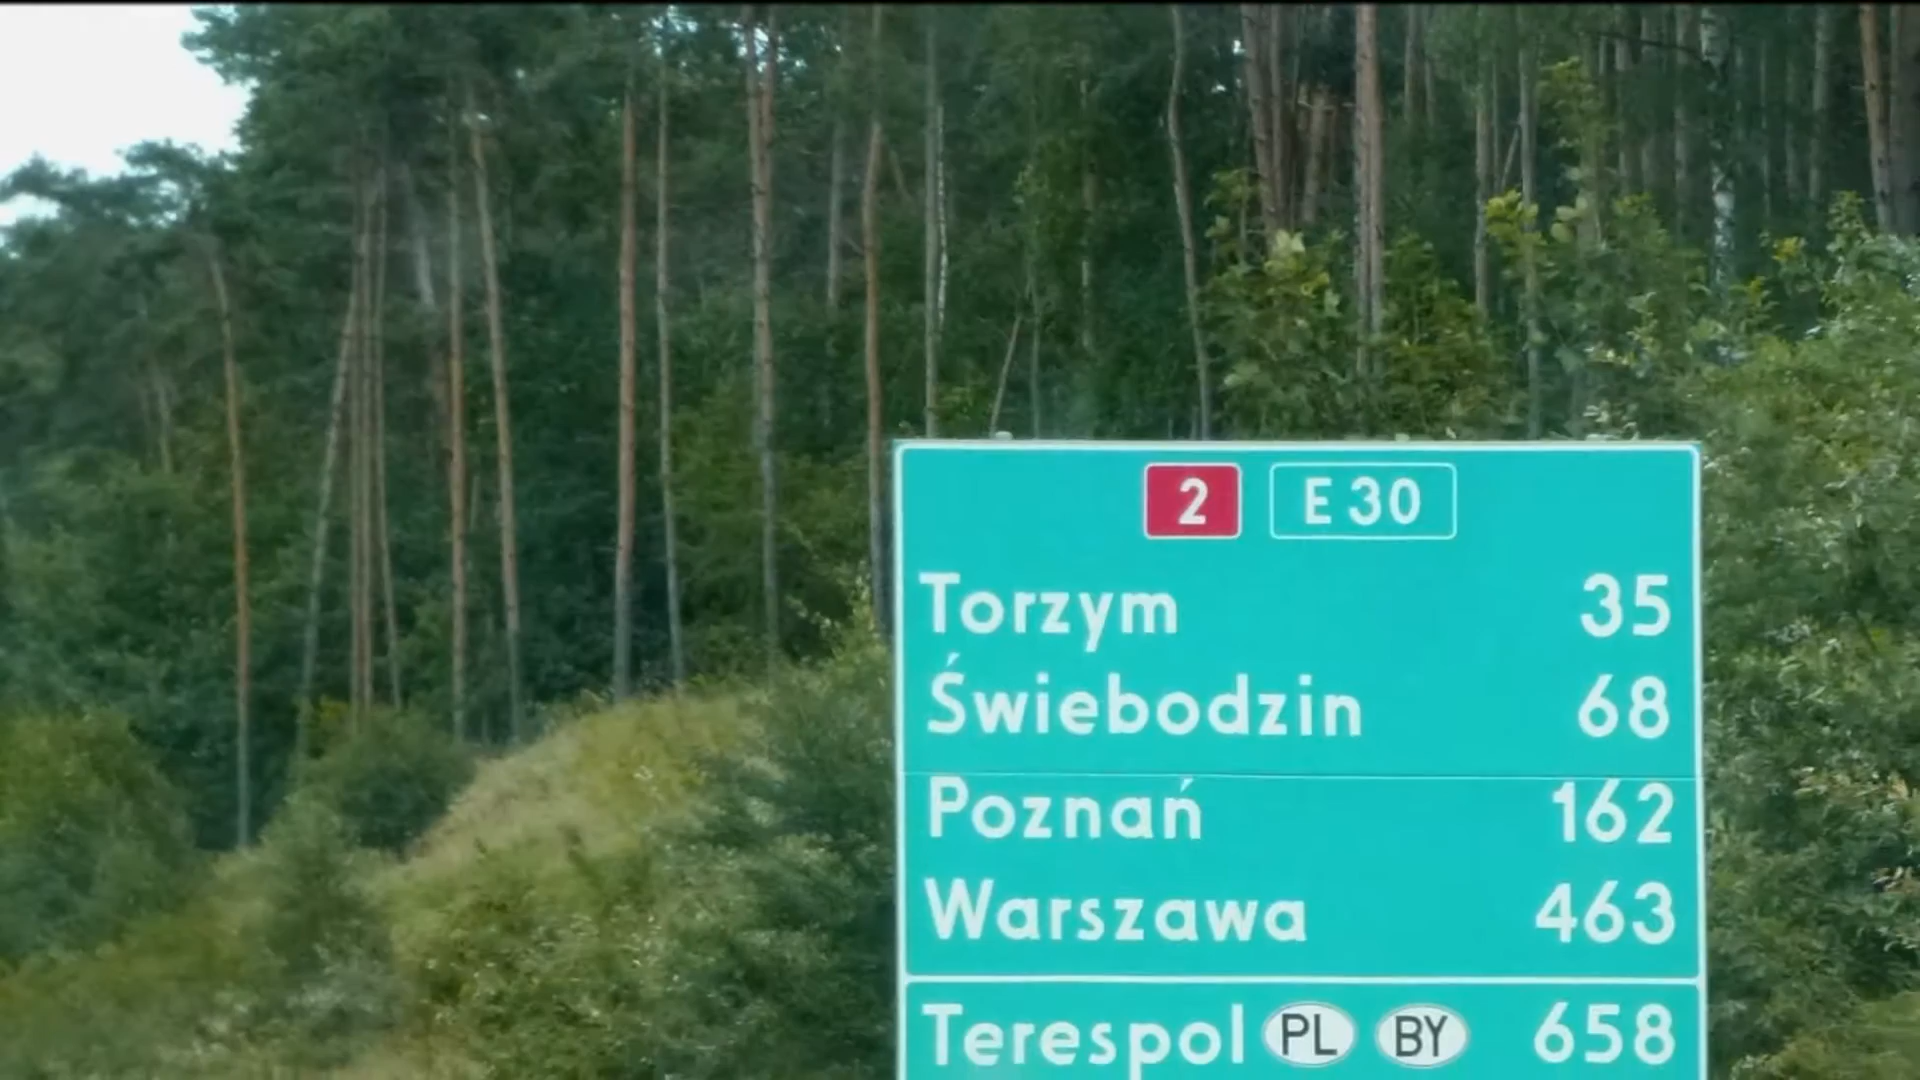 2 E 30
Torzym 35
Świebodzin 68
Poznań 162
Warszawa 463
Terespol PL BY 658